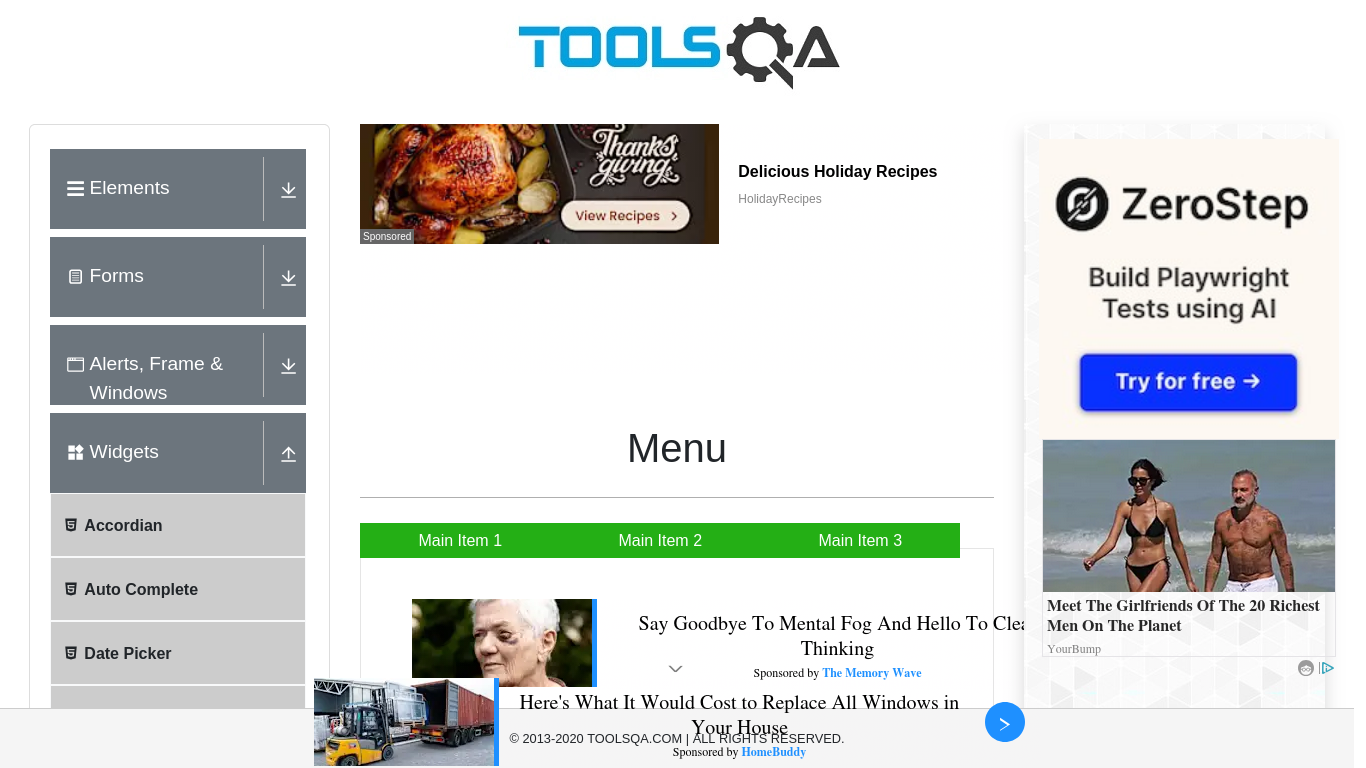 TOOLSQA
Elements
Forms
Alerts, Frame &
Windows
Widgets
Accordian
Auto Complete
Date Picker
Thanks
giving
View Recipes >
Sponsored
Delicious Holiday Recipes
HolidayRecipes
Menu
Main Item 1
Main Item 2
Main Item 3
Say Goodbye To Mental Fog And Hello To Clea
Thinking
Sponsored by The Memory Wave
Here's What It Would Cost to Replace All Windows in
Your House
Sponsored by HomeBuddy
© 2013-2020 TOOLSQA.COM | ALL RIGHTS RESERVED.
ZeroStep
Build Playwright
Tests using AI
Try for free →
Meet The Girlfriends Of The 20 Richest
Men On The Planet
YourBump